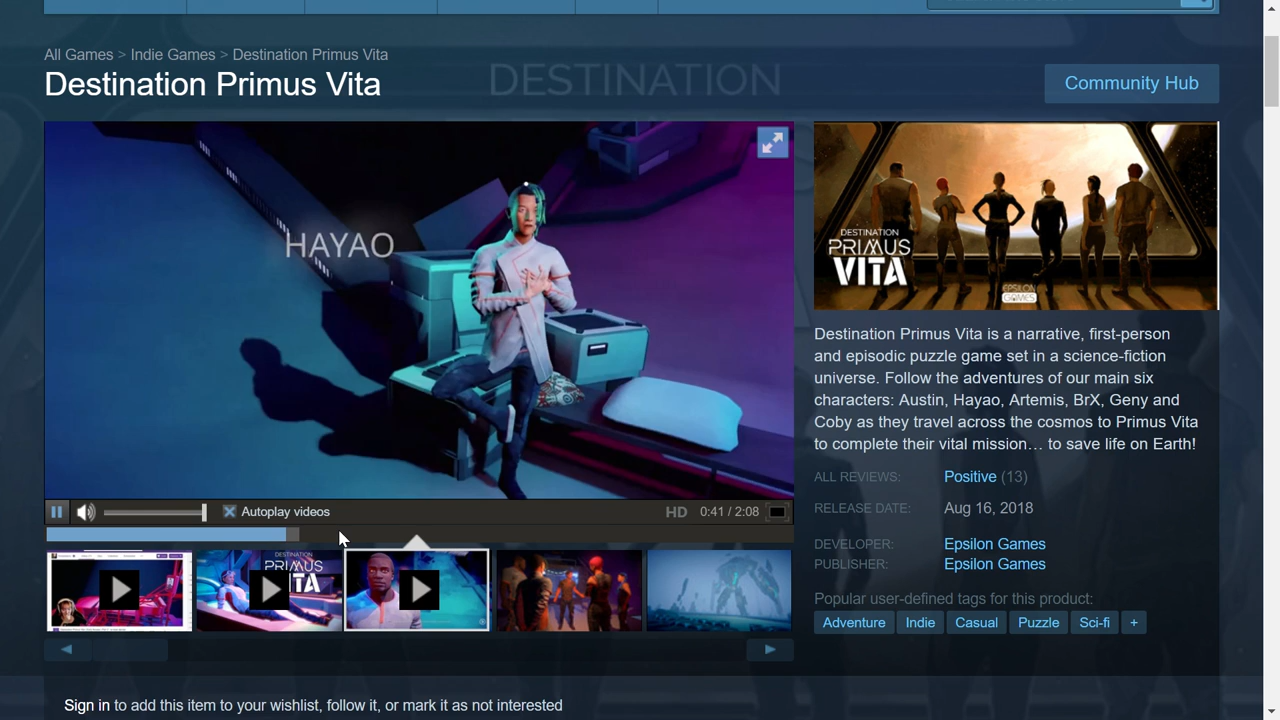 All Games > Indie Games > Destination Primus Vita
Destination Primus Vita
DESTINATION
Community Hub
HAYAO
DESTINATION
PRIMUS
VITA
EPSILON
GAMES
Destination Primus Vita is a narrative, first-person
and episodic puzzle game set in a science-fiction
universe. Follow the adventures of our main six
characters: Austin, Hayao, Artemis, BrX, Geny and
Coby as they travel across the cosmos to Primus Vita
to complete their vital mission… to save life on Earth!
ALL REVIEWS: Positive (13)
RELEASE DATE: Aug 16, 2018
DEVELOPER: Epsilon Games
PUBLISHER: Epsilon Games
Popular user-defined tags for this product:
Adventure Indie Casual Puzzle Sci-fi +
Autoplay videos HD 0:41 / 2:08
DESTINATION
PRIMUS
Sign in to add this item to your wishlist, follow it, or mark it as not interested